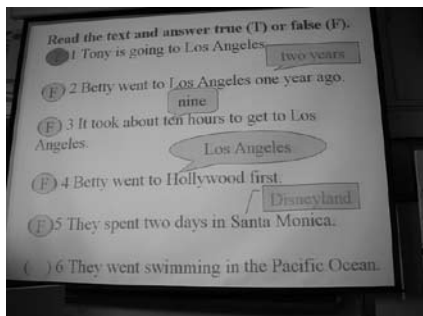 Read the text and answer true (T) or false (F).
1 Tony is going to Los Angeles.
two years
(F) 2 Betty went to Los Angeles one year ago.
nine
(F) 3 It took about ten hours to get to Los
Angeles.
Los Angeles
(F) 4 Betty went to Hollywood first.
Disneyland
(F) 5 They spent two days in Santa Monica.
( ) 6 They went swimming in the Pacific Ocean.